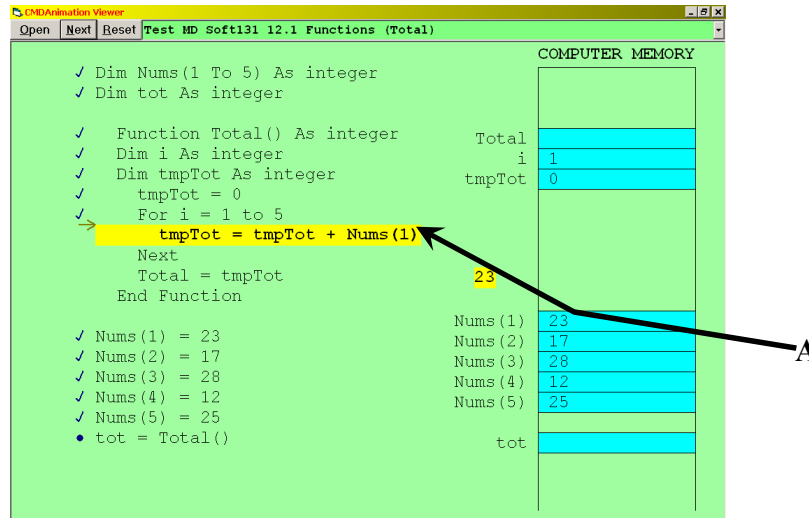 CMDAnimation Viewer
Open Next Reset Test MD Soft131 12.1 Functions (Total)
COMPUTER MEMORY
✓ Dim Nums(1 To 5) As integer
✓ Dim tot As integer
✓ Function Total() As integer Total
✓ Dim i As integer i 1
✓ Dim tmpTot As integer tmpTot 0
✓ tmpTot = 0
✓ For i = 1 to 5
tmpTot = tmpTot + Nums(1)
Next
Total = tmpTot 23
End Function
Nums(1) 23
✓ Nums(1) = 23 Nums(2) 17
✓ Nums(2) = 17 Nums(3) 28
✓ Nums(3) = 28 Nums(4) 12
✓ Nums(4) = 12 Nums(5) 25
✓ Nums(5) = 25
• tot = Total() tot
A